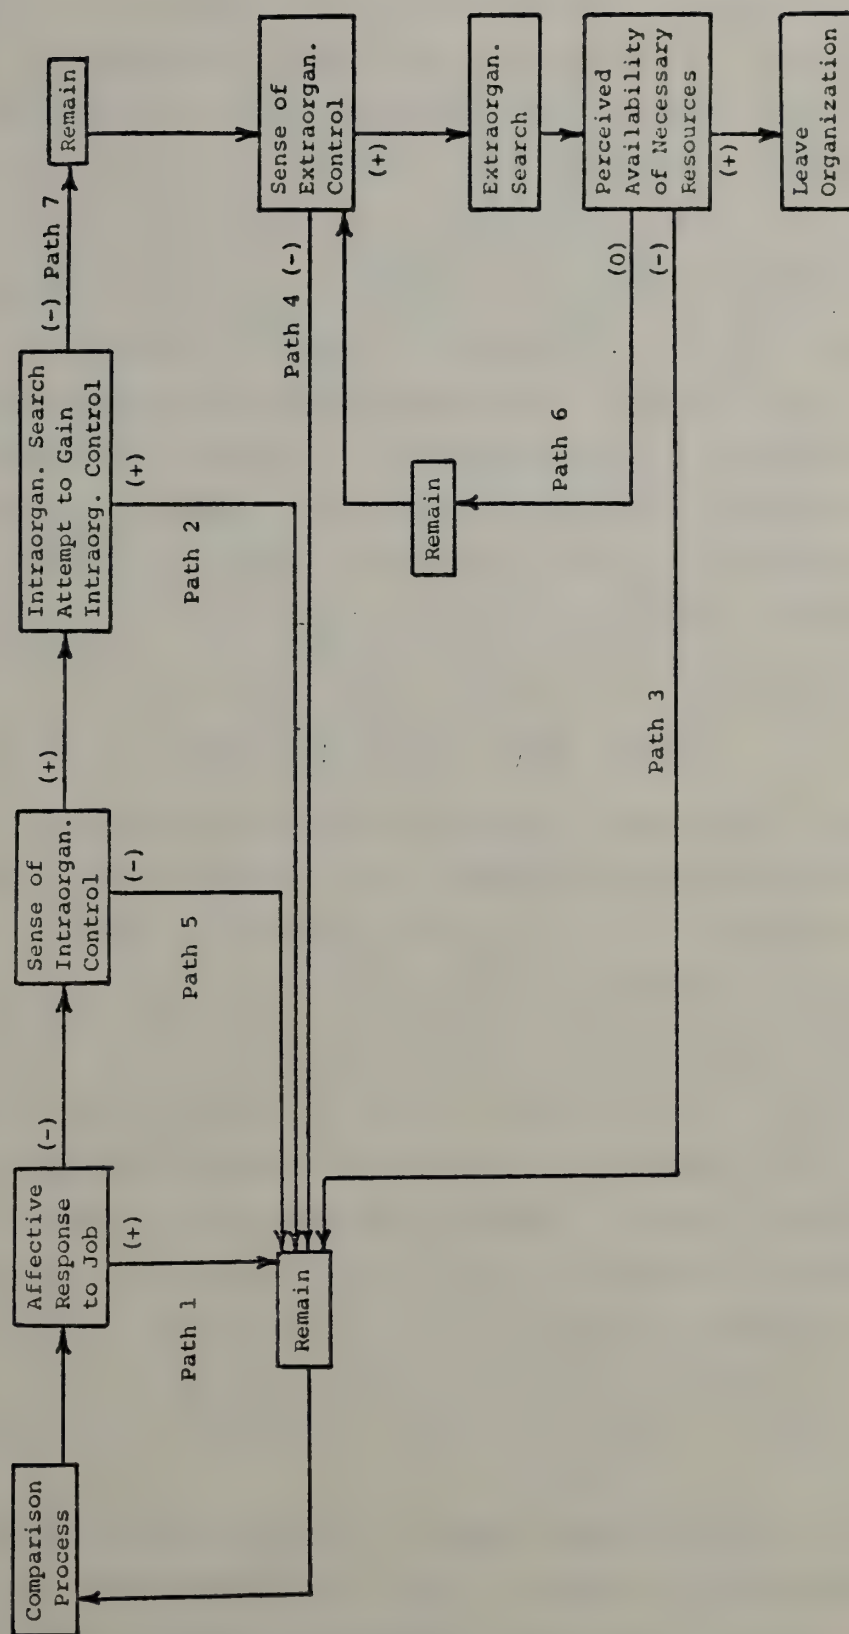 Comparison
Process
Affective
Response
to Job
(-)
(+)
Path 1
Sense of
Intraorgan.
Control
(+)
(-)
Path 5
Intraorgan. Search
Attempt to Gain
Intraorg. Control
(-) Path 7
(+)
Path 2
Remain
Sense of
Extraorgan.
Control
Path 4 (-)
(+)
Extraorgan.
Search
Perceived
Availability
of Necessary
Resources
(0)
(-)
(+)
Path 6
Remain
Path 3
Remain
Leave
Organization